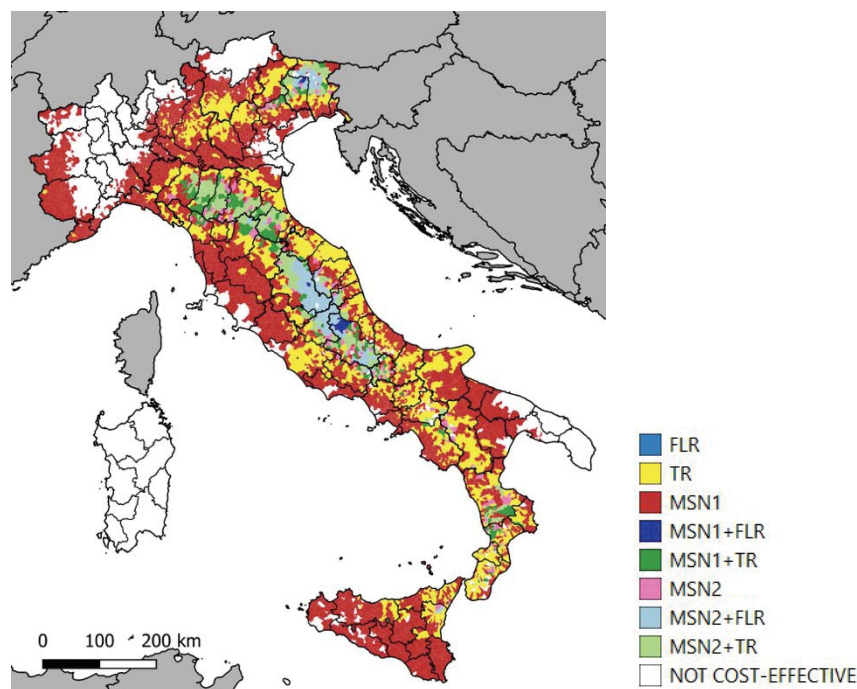 FLR
TR
MSN1
MSN1+FLR
MSN1+TR
MSN2
MSN2+FLR
MSN2+TR
NOT COST-EFFECTIVE
0 100 200 km